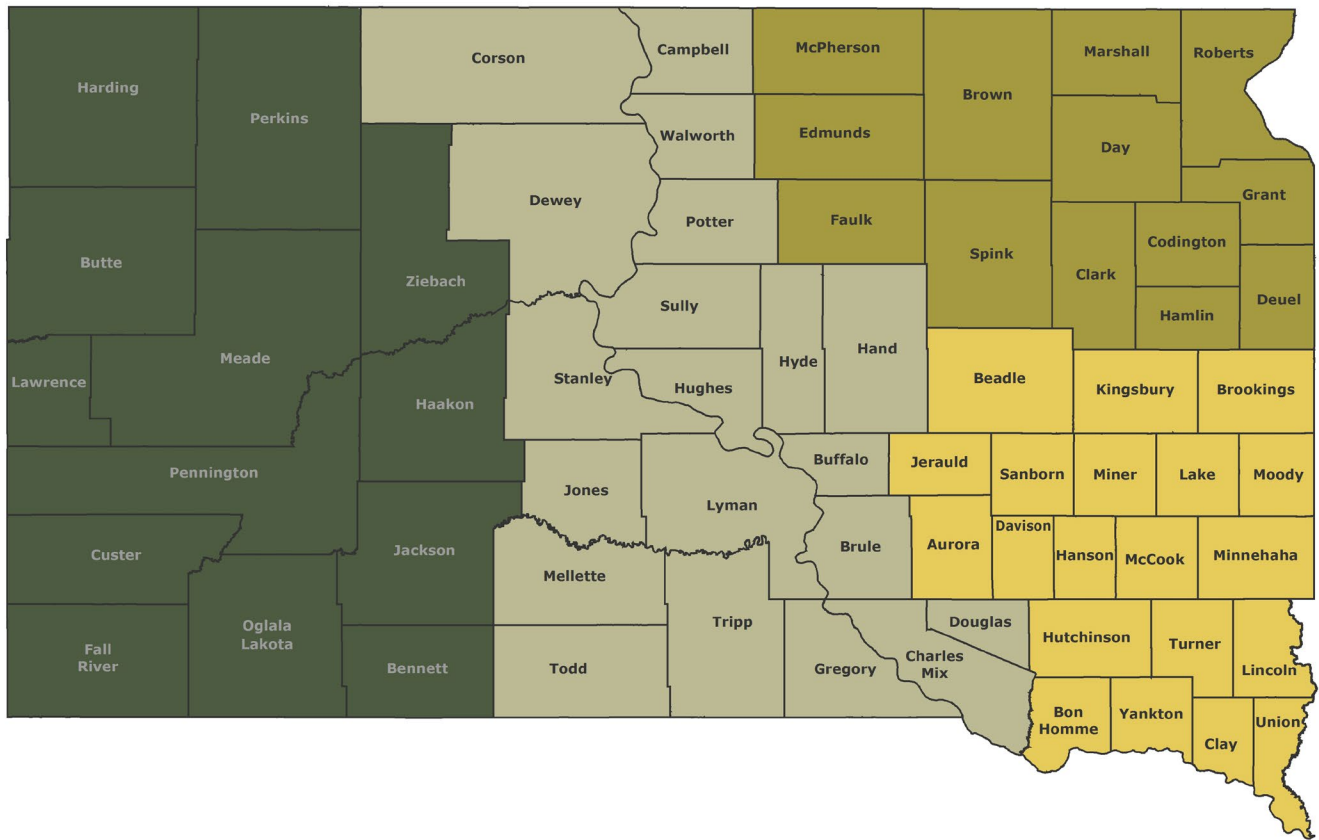 Harding
Perkins
Corson
Campbell
McPherson
Brown
Marshall
Roberts
Walworth
Edmunds
Day
Dewey
Potter
Faulk
Spink
Grant
Codington
Clark
Butte
Ziebach
Sully
Hyde
Hand
Hamlin
Deuel
Lawrence
Meade
Haakon
Stanley
Hughes
Beadle
Kingsbury
Brookings
Pennington
Jones
Lyman
Buffalo
Jerauld
Sanborn
Miner
Lake
Moody
Custer
Jackson
Mellette
Brule
Aurora
Davison
Hanson
McCook
Minnehaha
Fall
River
Oglala
Lakota
Bennett
Todd
Tripp
Gregory
Charles
Mix
Douglas
Hutchinson
Turner
Lincoln
Bon
Homme
Yankton
Clay
Union